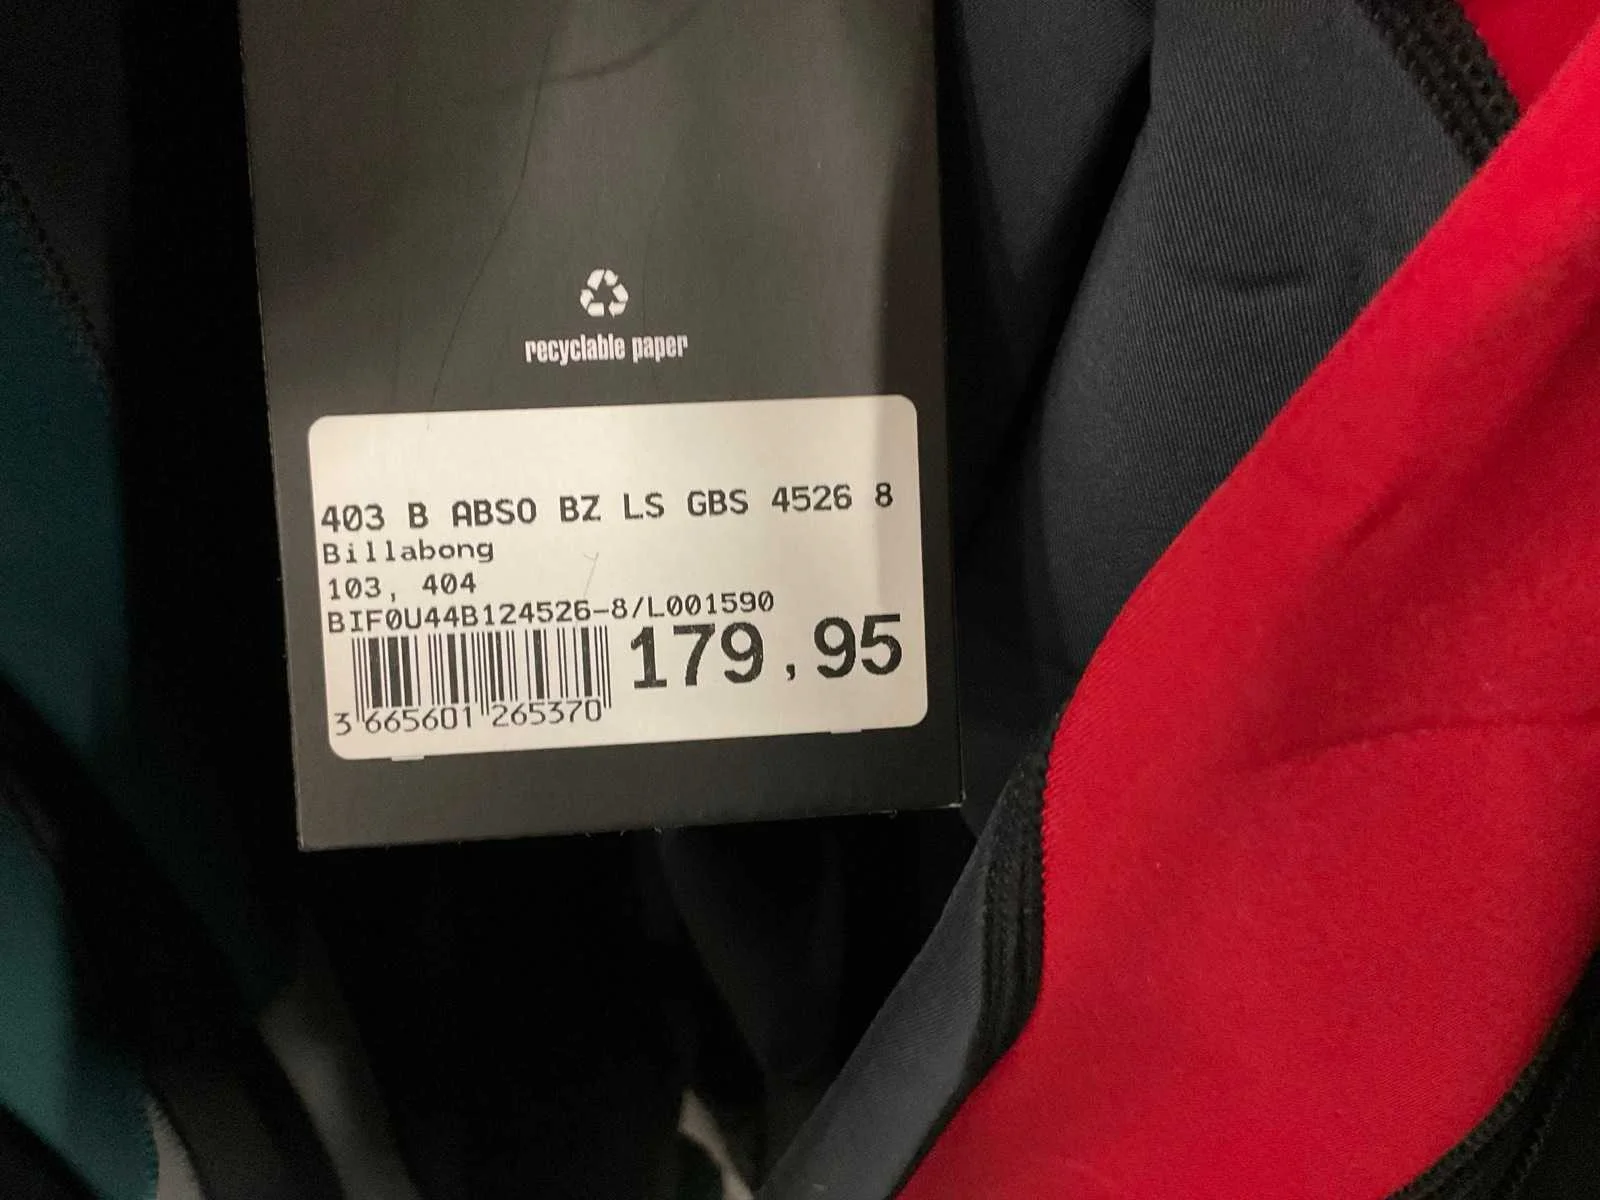 recyclable paper
403 B ABSO BZ LS GBS 4526 8
Billabong
103, 404
BIF0U44B124526-8/L001590
179,95
3 665601 265370